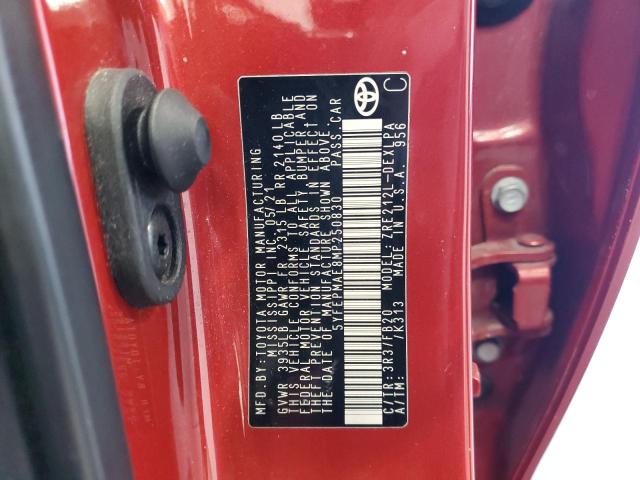 MFD.BY:TOYOTA MOTOR MANUFACTURING
MISSISSIPPI INC. 05/21
GVWR 3935LB GAWR FR 2315 LB RR 2140LB
THIS VEHICLE CONFORMS TO ALL APPLICABLE
FEDERAL MOTOR VEHICLE SAFETY BUMPER AND
THEFT PREVENTION STANDARDS IN EFFECT ON
THE DATE OF MANUFACTURE SHOWN ABOVE.
5YFEPMAE8MP250830 PASS.CAR
C/TR:3R3/FB20 MODEL: ZRE212L-DEXLBA
A/TM: /K313 MADE IN U.S.A. 956
C